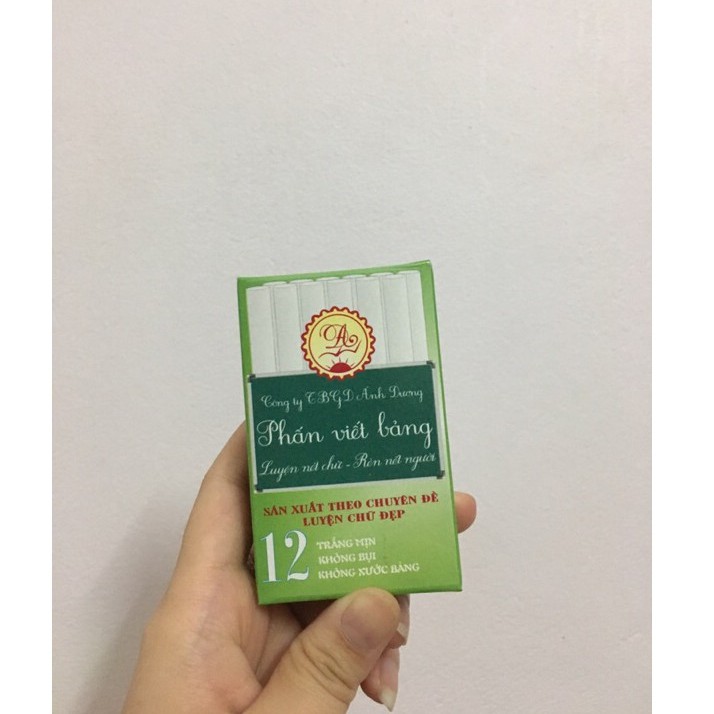 Công ty TBGD Ánh Dương
Phấn viết bảng
Luyện nét chữ - Rèn nết người
SẢN XUẤT THEO CHUYÊN ĐỀ
LUYỆN CHỮ ĐẸP
12
TRẮNG MỊN
KHÔNG BỤI
KHÔNG XƯỚC BẢNG